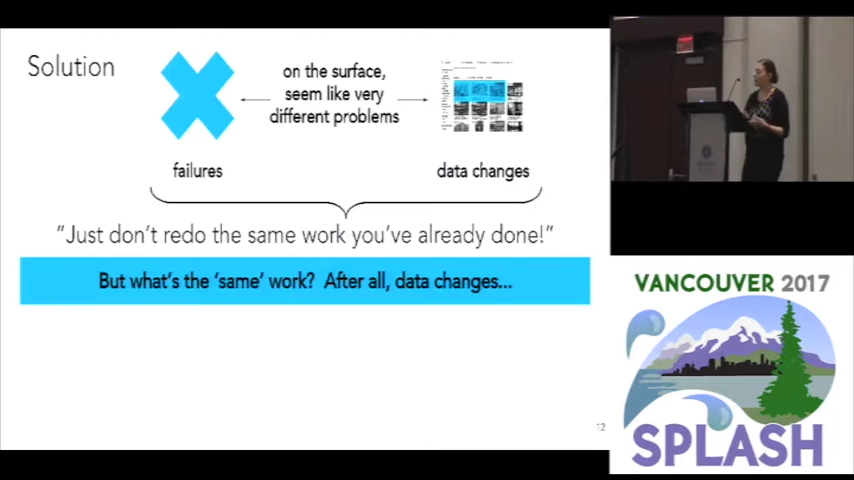 Solution
on the surface,
seem like very
different problems
failures
data changes
"Just don't redo the same work you've already done!"
But what's the 'same' work? After all, data changes...
12
VANCOUVER 2017
SPLASH